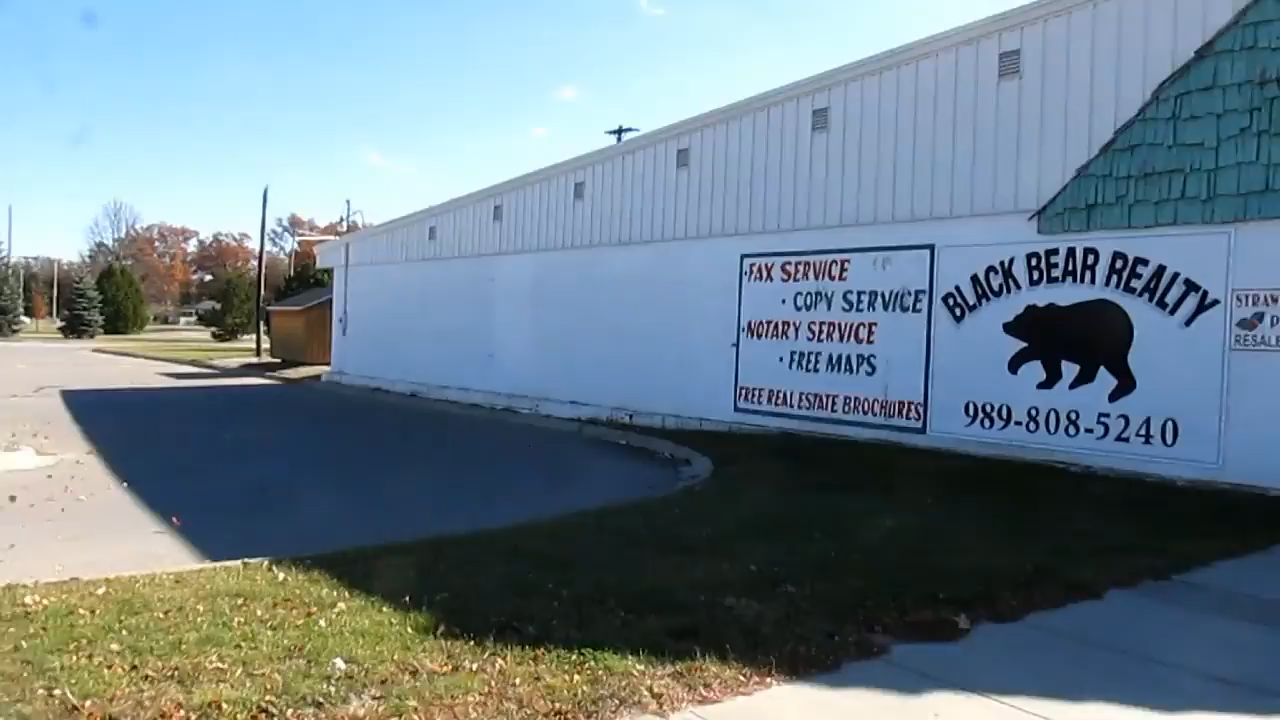 ·FAX SERVICE
· COPY SERVICE
·NOTARY SERVICE
· FREE MAPS
FREE REAL ESTATE BROCHURES
BLACK BEAR REALTY
989-808-5240
RESALE